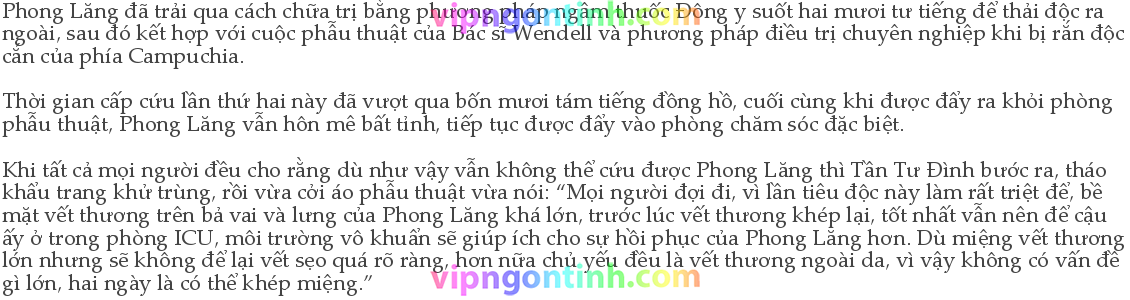 Phong Lăng đã trải qua cách chữa trị bằng phương pháp ngâm thuốc Đông y suốt hai mươi tư tiếng để thải độc ra
ngoài, sau đó kết hợp với cuộc phẫu thuật của Bác sĩ Wendell và phương pháp điều trị chuyên nghiệp khi bị rắn độc
cắn của phía Campuchia.
Thời gian cấp cứu lần thứ hai này đã vượt qua bốn mươi tám tiếng đồng hồ, cuối cùng khi được đẩy ra khỏi phòng
phẫu thuật, Phong Lăng vẫn hôn mê bất tỉnh, tiếp tục được đẩy vào phòng chăm sóc đặc biệt.
Khi tất cả mọi người đều cho rằng dù như vậy vẫn không thể cứu được Phong Lăng thì Tần Tư Đình bước ra, tháo
khẩu trang khử trùng, rồi vừa cởi áo phẫu thuật vừa nói: “Mọi người đợi đi, vì lần tiêu độc này làm rất triệt để, bề
mặt vết thương trên bả vai và lưng của Phong Lăng khá lớn, trước lúc vết thương khép lại, tốt nhất vẫn nên để cậu
ấy ở trong phòng ICU, môi trường vô khuẩn sẽ giúp ích cho sự hồi phục của Phong Lăng hơn. Dù miệng vết thương
lớn nhưng sẽ không để lại vết sẹo quá rõ ràng, hơn nữa chủ yếu đều là vết thương ngoài da, vì vậy không có vấn đề
gì lớn, hai ngày là có thể khép miệng.”
vipngontinh.com
vipngontinh.com